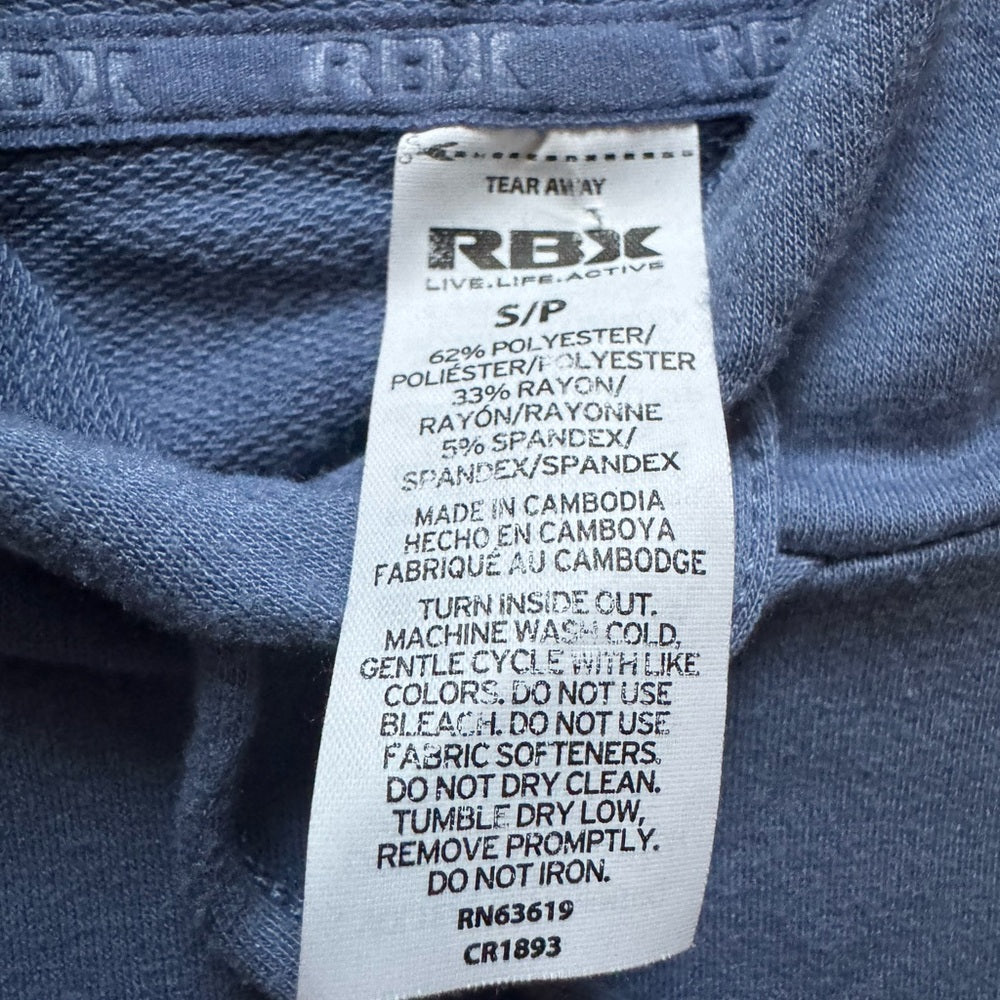 RBX RBX RB
TEAR AWAY
RBX
LIVE.LIFE.ACTIVE
S/P
62% POLYESTER/
POLIÉSTER/POLYESTER
33% RAYON/
RAYÓN/RAYONNE
5% SPANDEX/
SPANDEX/SPANDEX
MADE IN CAMBODIA
HECHO EN CAMBOYA
FABRIQUÉ AU CAMBODGE
TURN INSIDE OUT.
MACHINE WASH COLD,
GENTLE CYCLE WITH LIKE
COLORS. DO NOT USE
BLEACH. DO NOT USE
FABRIC SOFTENERS.
DO NOT DRY CLEAN.
TUMBLE DRY LOW,
REMOVE PROMPTLY.
DO NOT IRON.
RN63619
CR1893